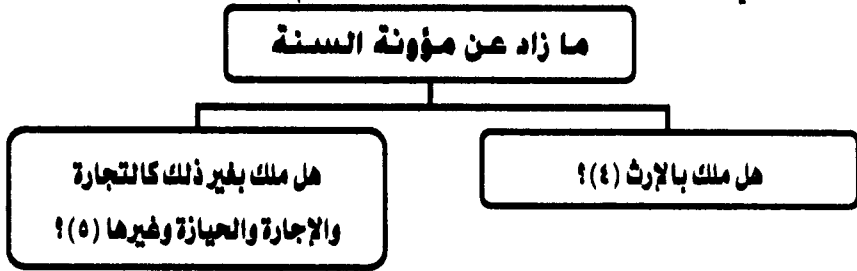 ما زاد عن مؤونة السنة
هل ملك بالإرث (٤)؟
هل ملك بغير ذلك كالتجارة
والإجارة والحيازة وغيرها (٥)؟